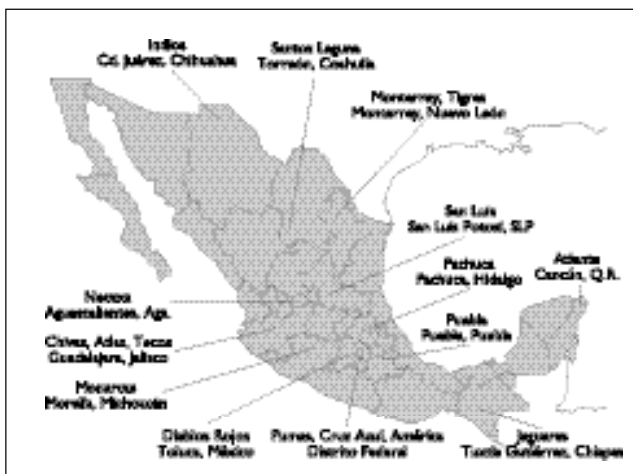 Indios
Cd. Juárez, Chihuahua
Santos Laguna
Torreón, Coahuila
Monterrey, Tigres
Monterrey, Nuevo León
San Luis
San Luis Potosí, SLP
Pachuca
Pachuca, Hidalgo
Atlante
Cancún, Q.R.
Necaxa
Aguascalientes, Ags.
Puebla
Puebla, Puebla
Chivas, Atlas, Tecos
Guadalajara, Jalisco
Monarcas
Morelia, Michoacán
Diablos Rojos
Toluca, México
Pumas, Cruz Azul, América
Distrito Federal
Jaguares
Tuxtla Gutiérrez, Chiapas